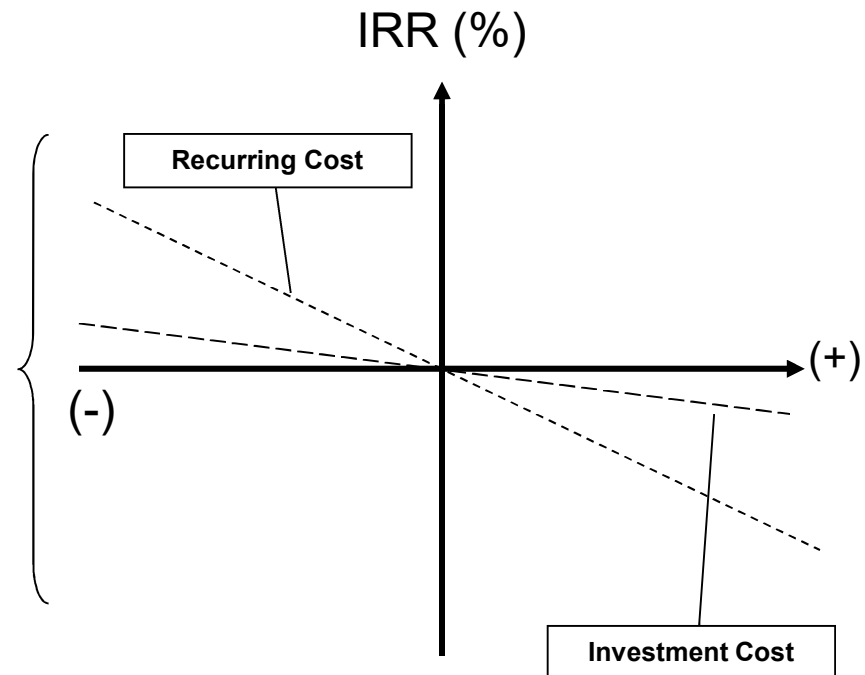 IRR (%)
Recurring Cost
(+)
(-)
Investment Cost